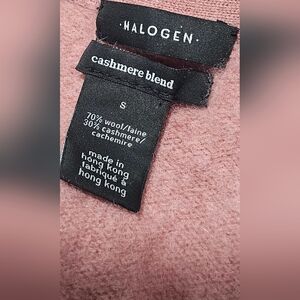 ·HALOGEN·
cashmere blend
S
70% wool/laine
30% cashmere/
cachemire
made in
hong kong
fabriqué à
hong kong